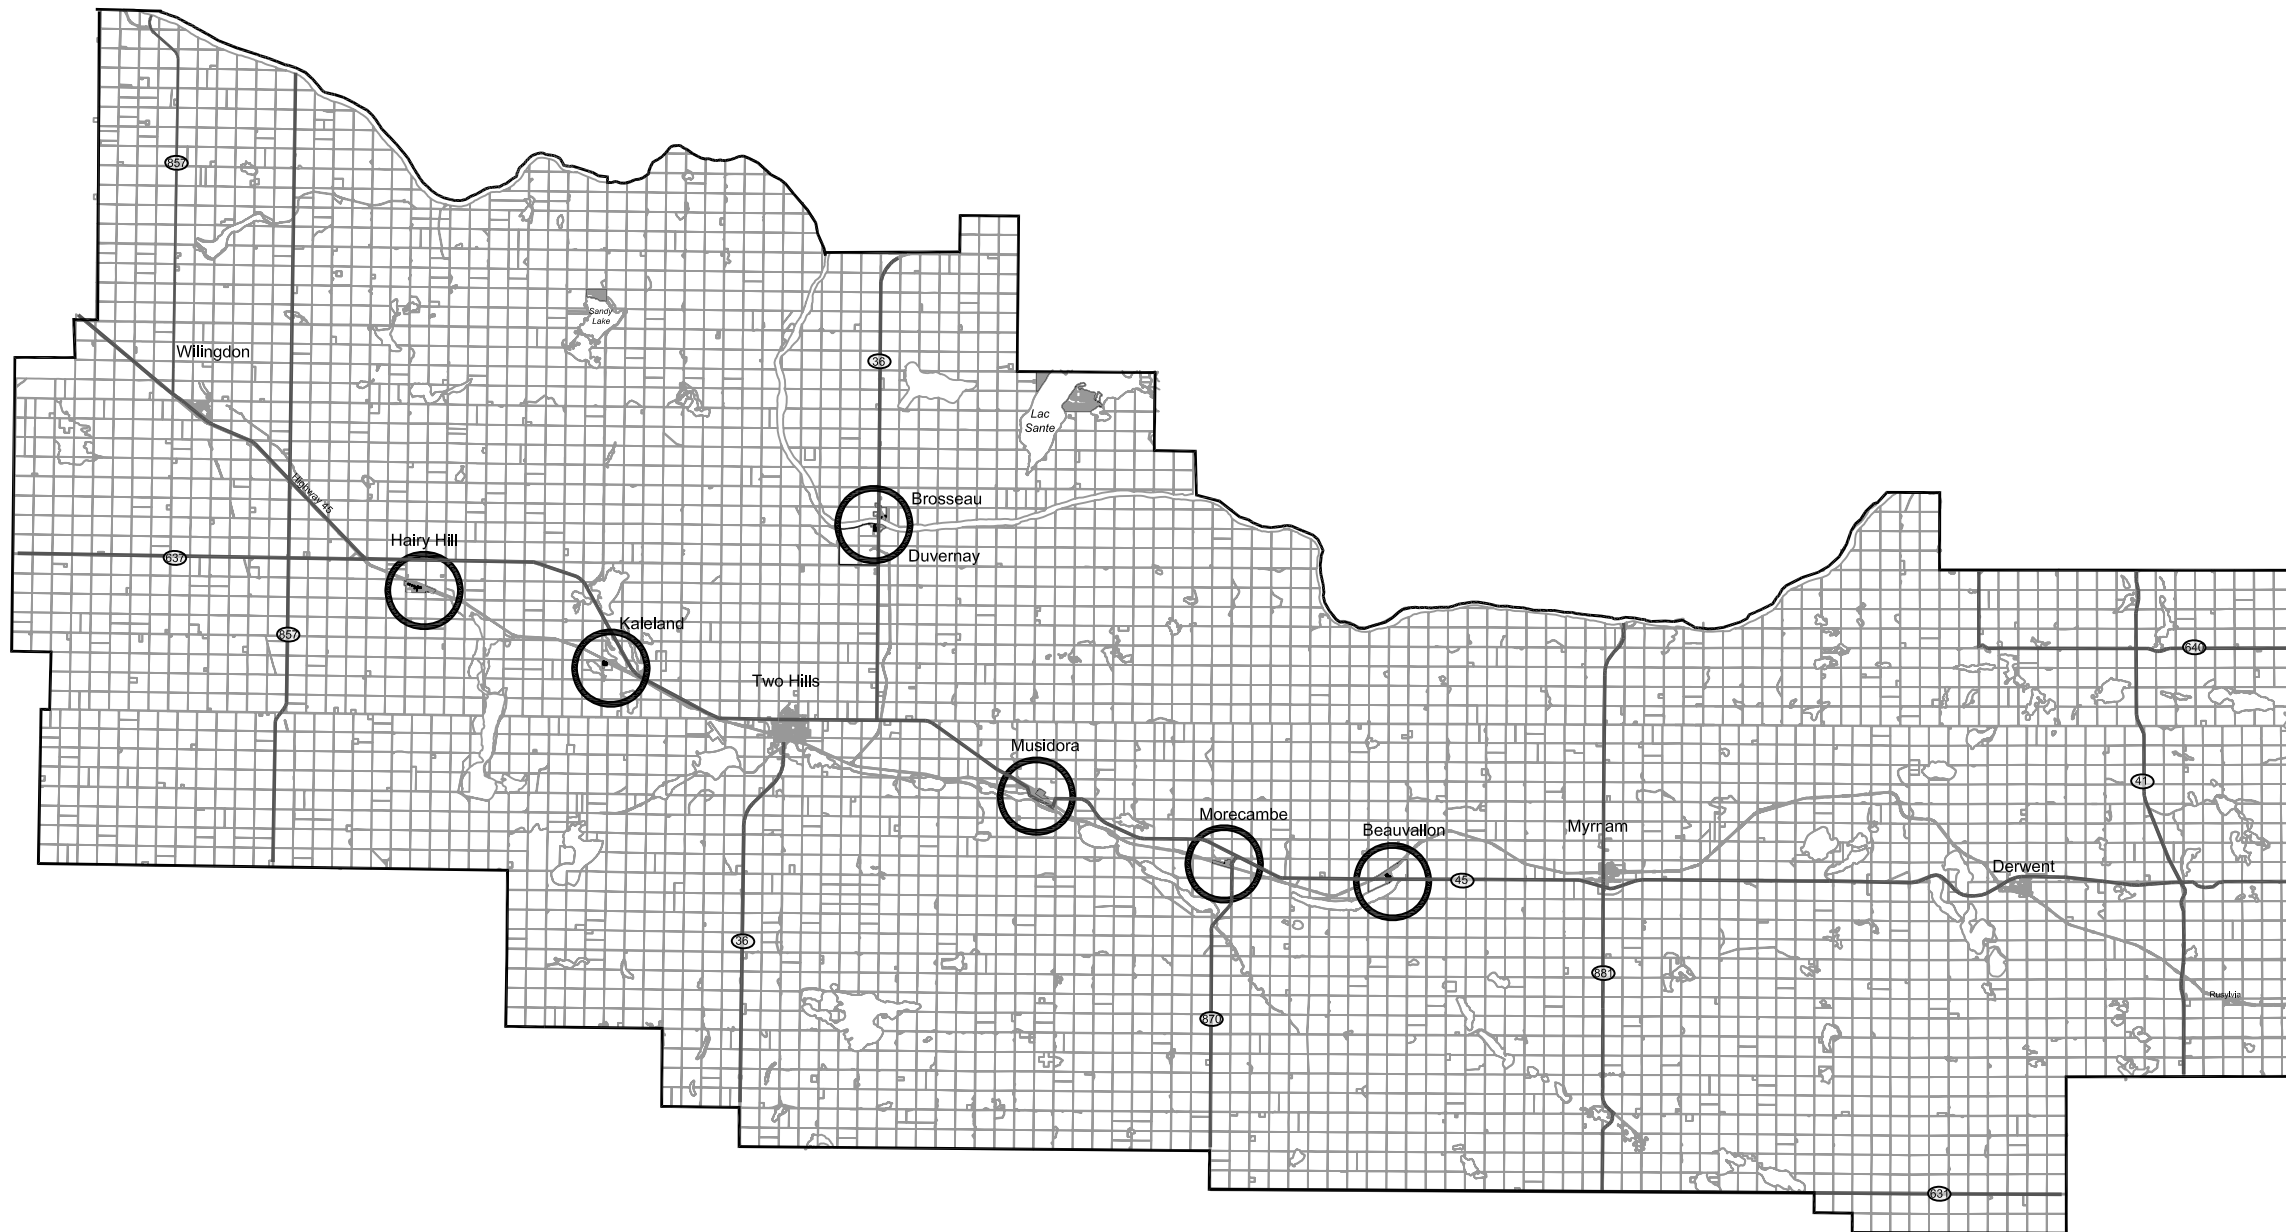 857
Sandy
Lake
Wilingdon
36
Lac
Sante
Highway 45
Brosseau
Hairy Hill
637
Duvernay
Kaleland
857
640
Two Hills
Musidora
41
Morecambe
Beauvallon
Myrnam
Derwent
45
36
881
Rusylvia
870
631